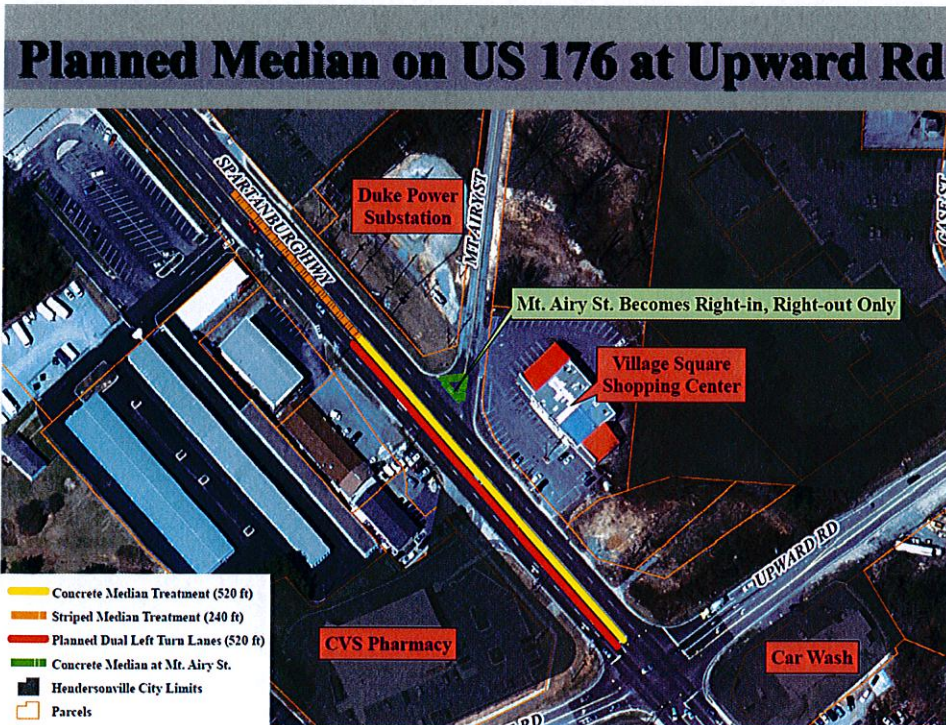 Planned Median on US 176 at Upward Rd
SPARTANBURG HWY
Duke Power
Substation
MT AIRY ST
Mt. Airy St. Becomes Right-in, Right-out Only
Village Square
Shopping Center
UPWARD RD
CVS Pharmacy
Car Wash
RD
Concrete Median Treatment (520 ft)
Striped Median Treatment (240 ft)
Planned Dual Left Turn Lanes (520 ft)
Concrete Median at Mt. Airy St.
Hendersonville City Limits
Parcels